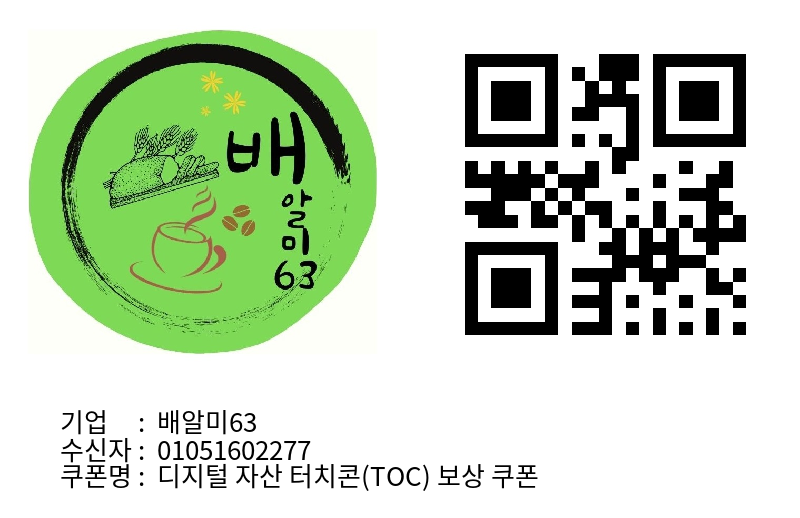 배
알
미
63
기업 : 배알미63
수신자 : 01051602277
쿠폰명 : 디지털 자산 터치콘(TOC) 보상 쿠폰